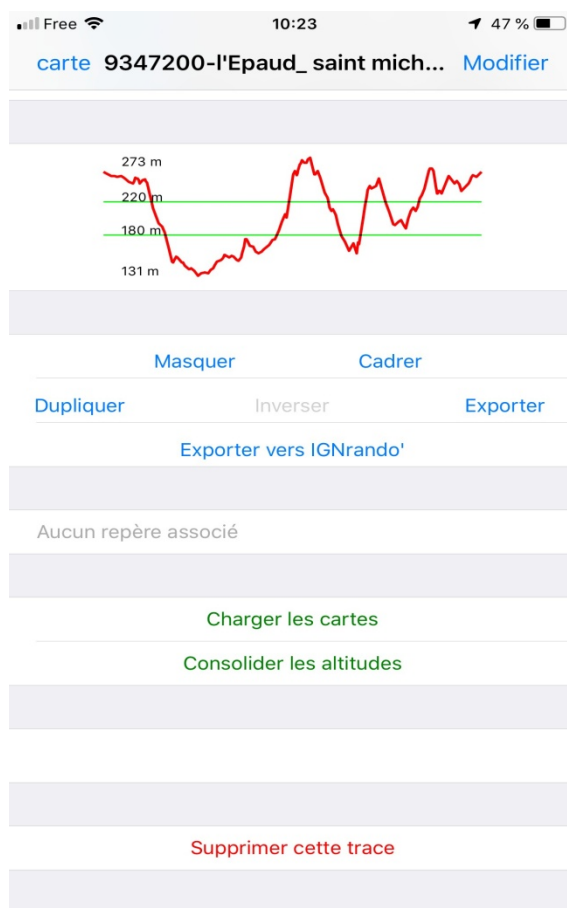 Free 10:23 47 %
carte 9347200-l'Epaud_ saint mich... Modifier
273 m
220 m
180 m
131 m
Masquer Cadrer
Dupliquer Inverser Exporter
Exporter vers IGNrando'
Aucun repère associé
Charger les cartes
Consolider les altitudes
Supprimer cette trace